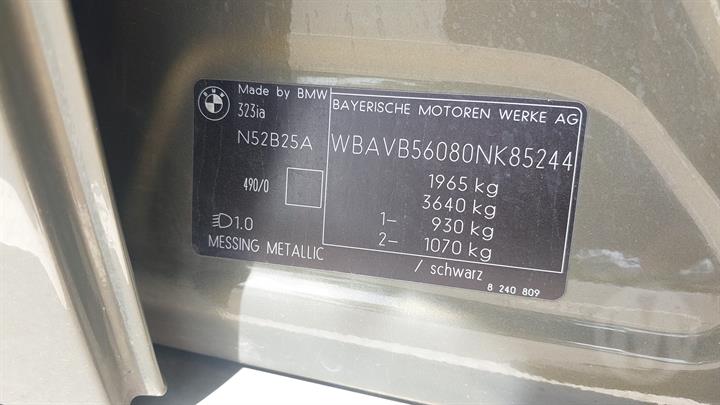 Made by BMW
323ia
N52B25A
490/0
1.0
MESSING METALLIC
BAYERISCHE MOTOREN WERKE AG
WBAVB56080NK85244
1965 kg
3640 kg
1- 930 kg
2- 1070 kg
/ schwarz
8 240 809